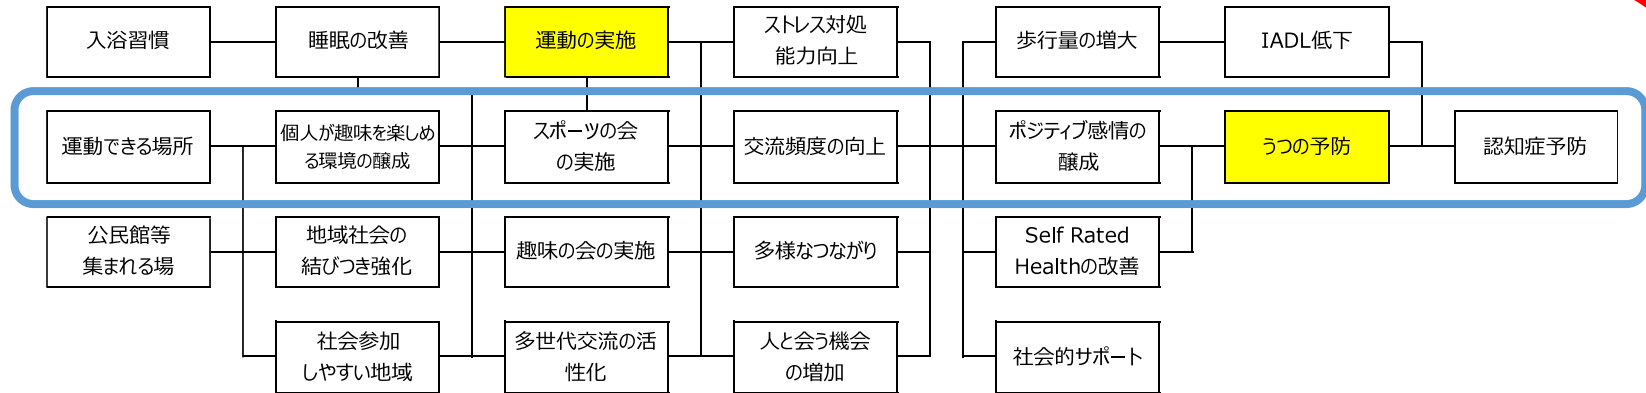 入浴習慣
睡眠の改善
運動の実施
ストレス対処
能力向上
歩行量の増大
IADL低下
運動できる場所
個人が趣味を楽しめ
る環境の醸成
スポーツの会
の実施
交流頻度の向上
ポジティブ感情の
醸成
うつの予防
認知症予防
公民館等
集まれる場
地域社会の
結びつき強化
趣味の会の実施
多様なつながり
Self Rated
Healthの改善
社会参加
しやすい地域
多世代交流の活
性化
人と会う機会
の増加
社会的サポート